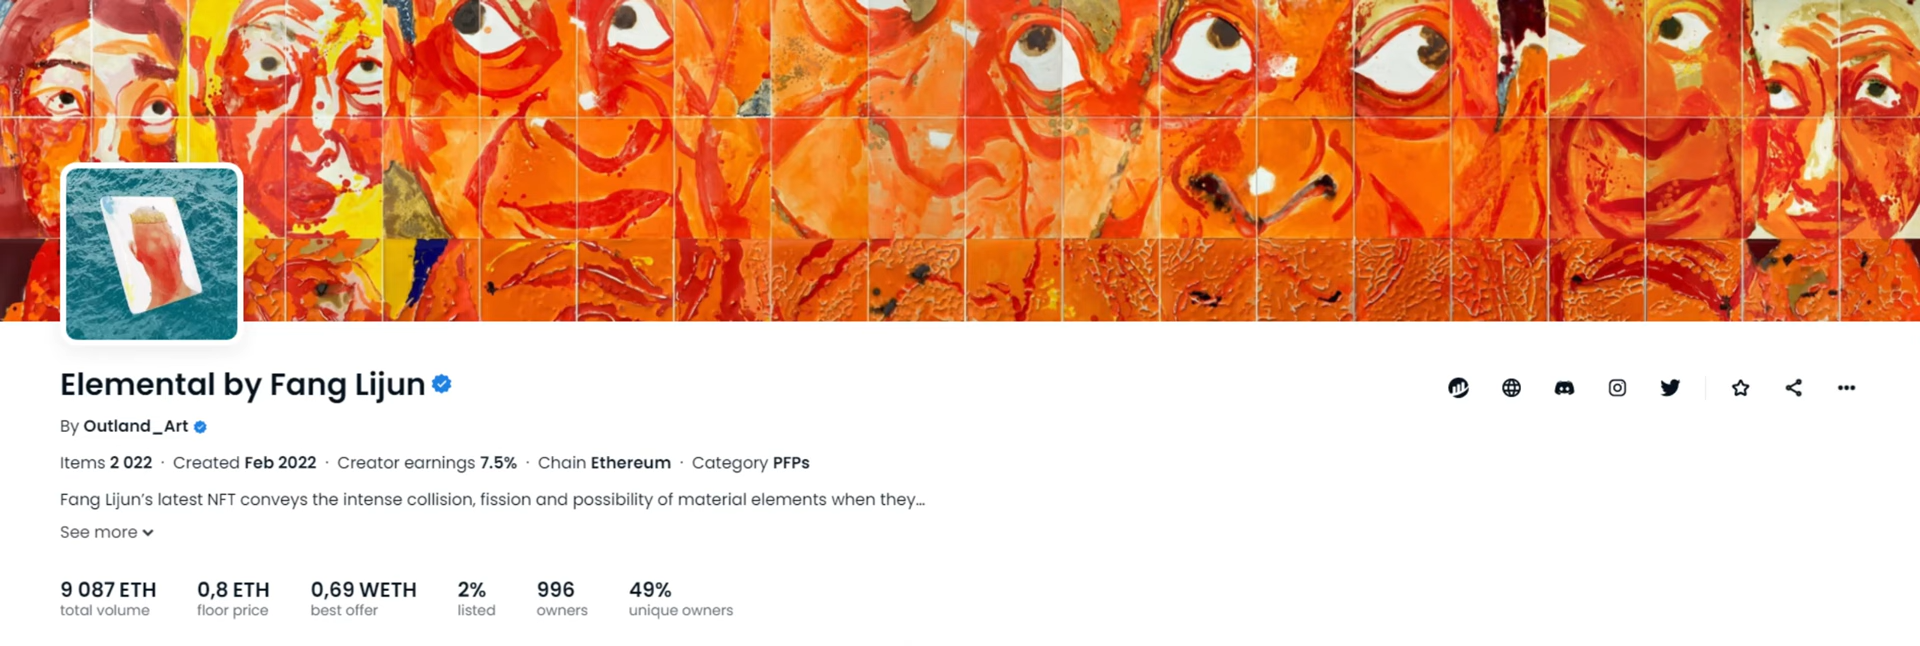 Elemental by Fang Lijun
By Outland_Art
Items 2 022 · Created Feb 2022 · Creator earnings 7.5% · Chain Ethereum · Category PFPs
Fang Lijun’s latest NFT conveys the intense collision, fission and possibility of material elements when they…
See more
9 087 ETH 0,8 ETH 0,69 WETH 2% 996 49%
total volume floor price best offer listed owners unique owners